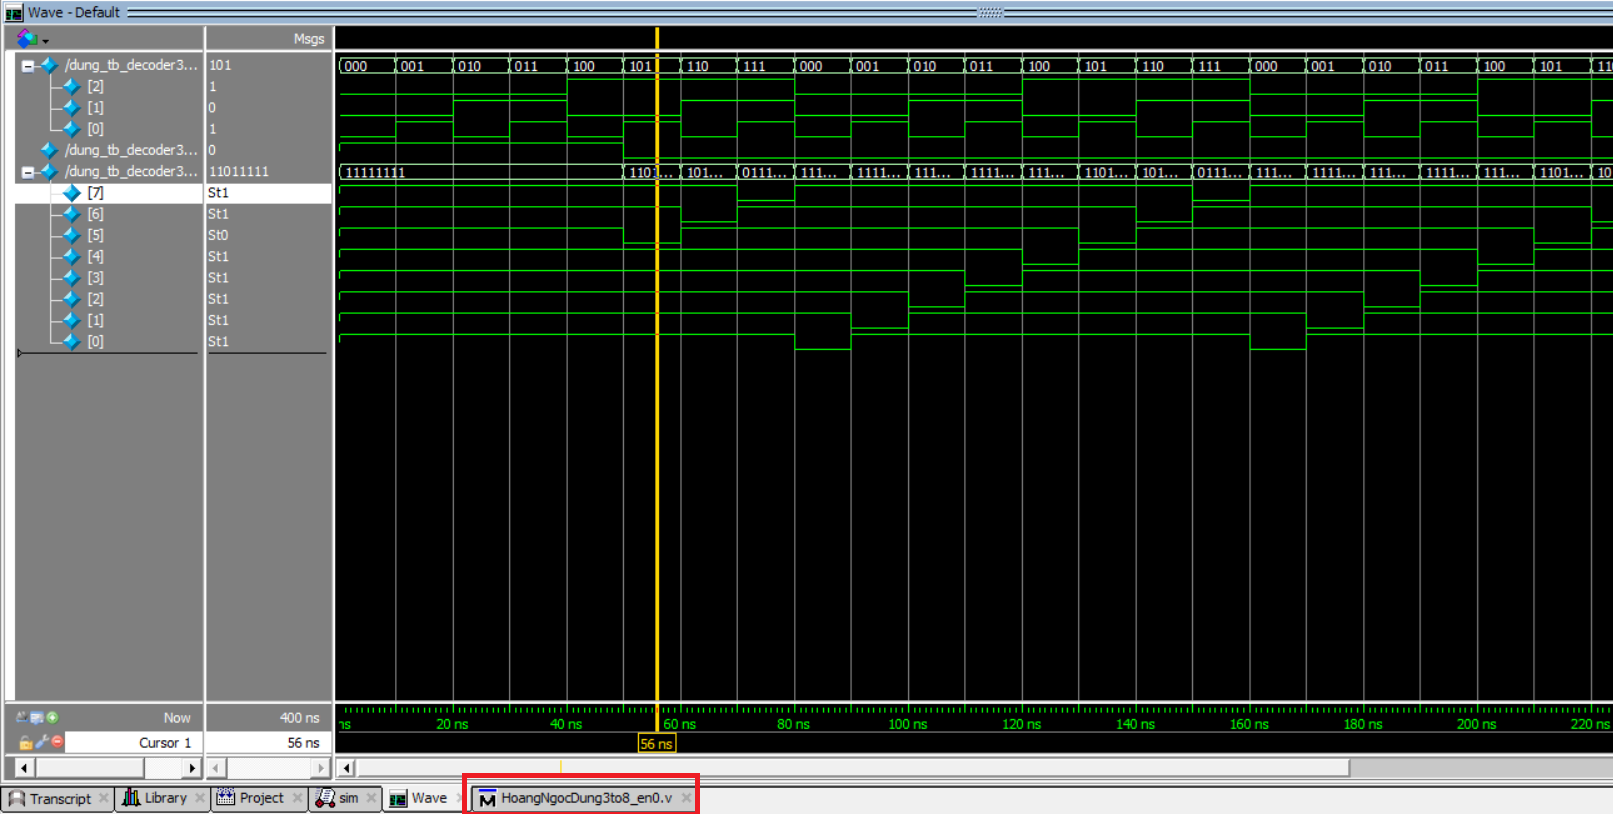 Wave - Default
Msgs
/dung_tb_decoder3... 101 000 001 010 011 100 101 110 111 000 001 010 011 100 101 110 111 000 001 010 011 100 101 11
[2] 1
[1] 0
[0] 1
/dung_tb_decoder3... 0
/dung_tb_decoder3... 11011111 11111111 1101... 101... 0111... 111... 1111... 111... 1111... 111... 1101... 101... 0111... 111... 1111... 111... 1111... 111... 1101... 10
[7] St1
[6] St1
[5] St0
[4] St1
[3] St1
[2] St1
[1] St1
[0] St1
Now 400 ns ns 20 ns 40 ns 60 ns 80 ns 100 ns 120 ns 140 ns 160 ns 180 ns 200 ns 220 ns
Cursor 1 56 ns 56 ns
Transcript Library Project sim Wave HoangNgocDung3to8_en0.v